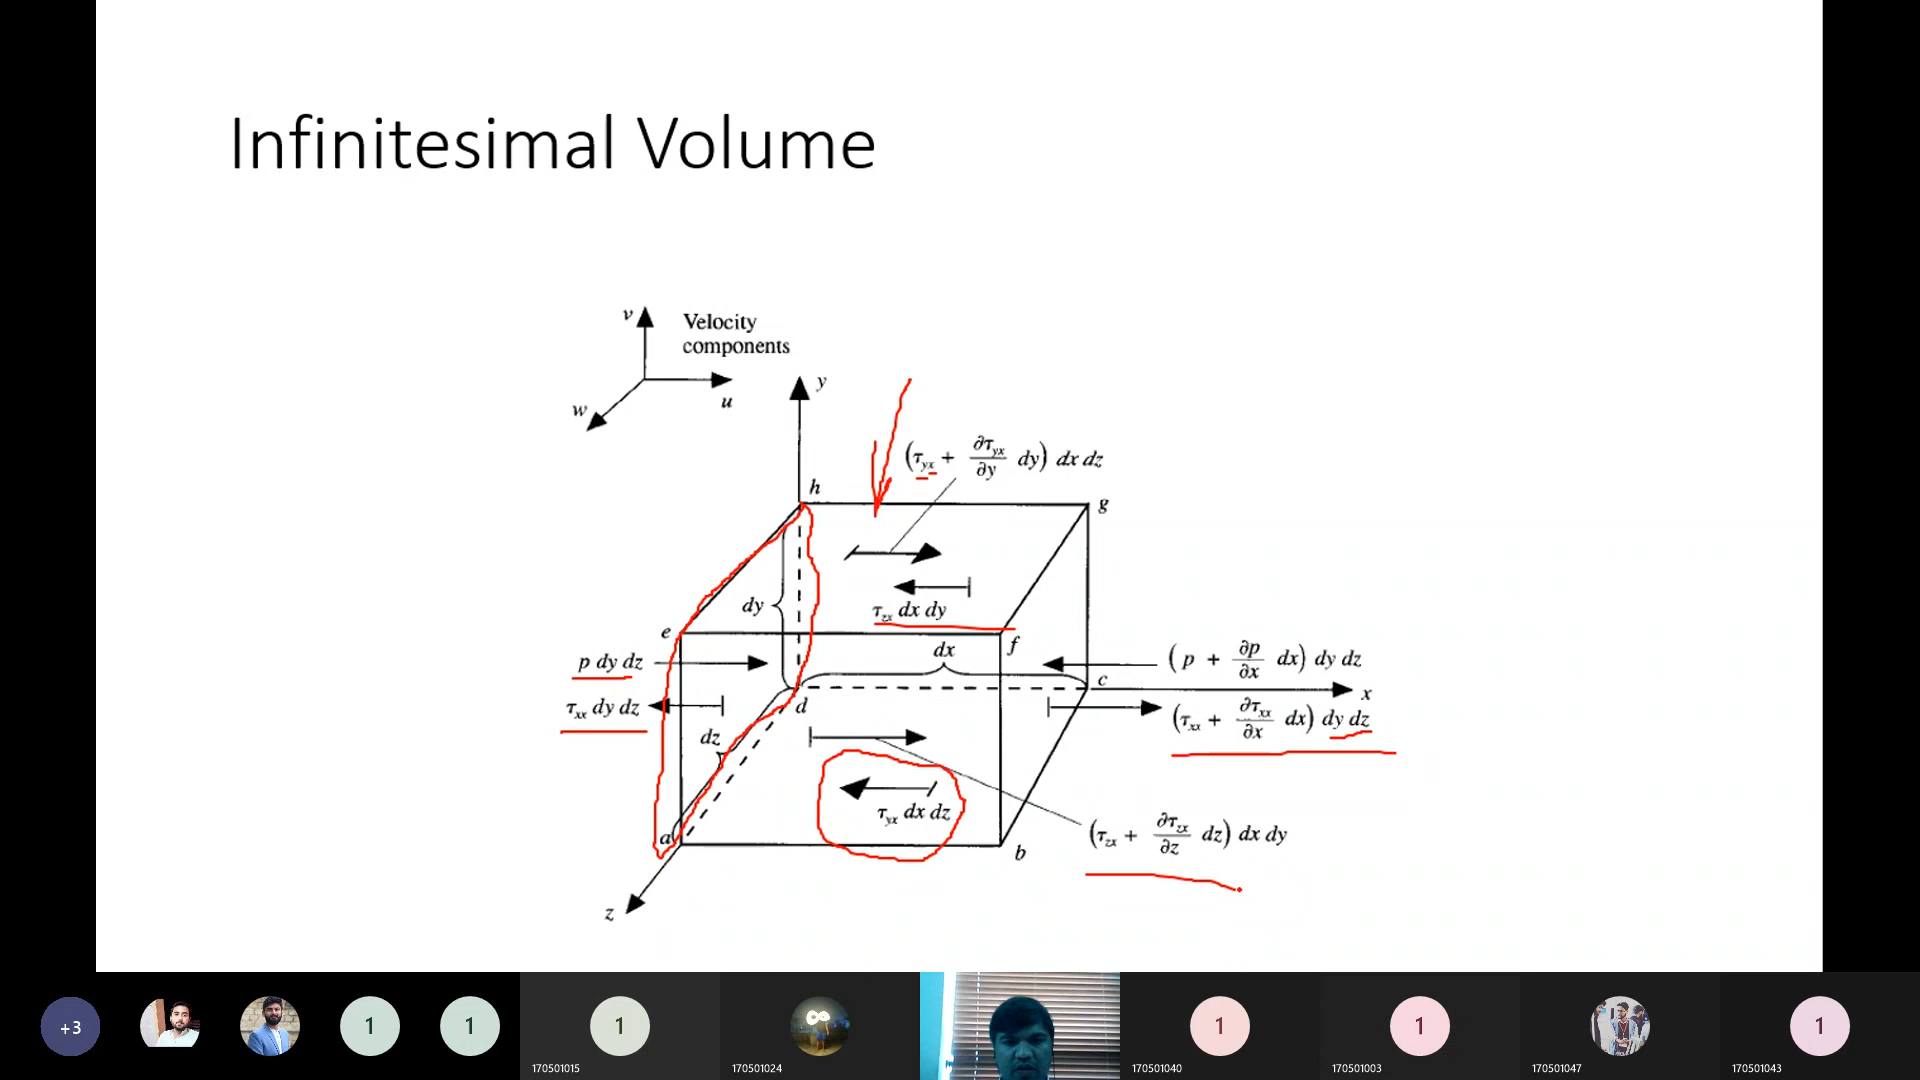 Infinitesimal Volume
v
Velocity
components
u
w
y
(τyx + ∂τyx/∂y dy) dx dz
h
g
dy
τzx dx dy
e
f
dx
p dy dz
(p + ∂p/∂x dx) dy dz
c
x
τxx dy dz
d
(τxx + ∂τxx/∂x dx) dy dz
dz
τyx dx dz
(τzx + ∂τzx/∂z dz) dx dy
a
b
z
+3
1
1
1
1
1
1
170501015
170501024
170501040
170501003
170501047
170501043